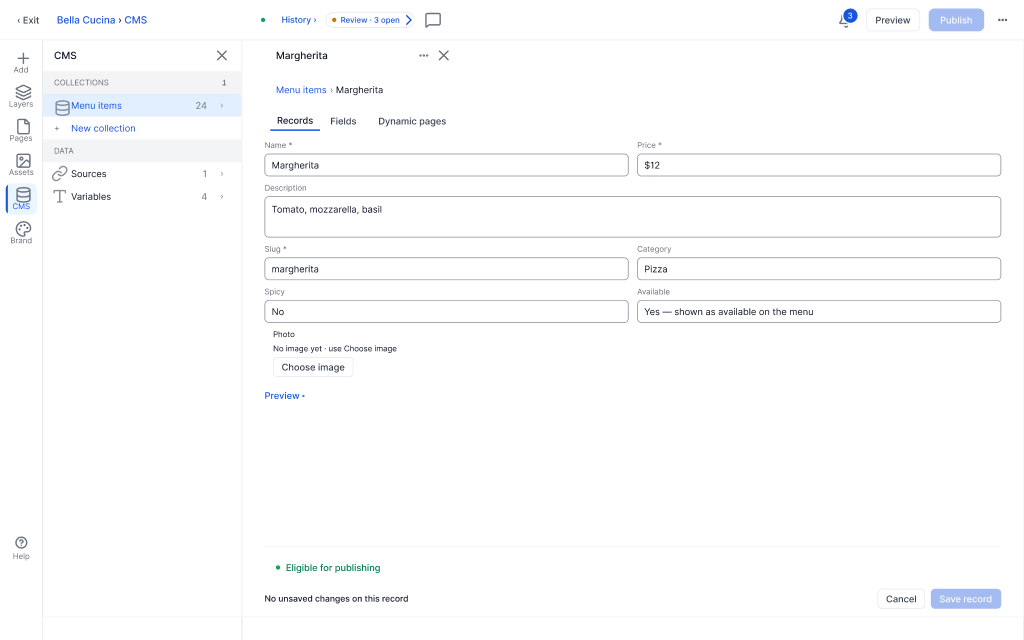 ‹ Exit
Bella Cucina › CMS
History ›
Review · 3 open
3
Preview
Publish
Add
Layers
Pages
Assets
CMS
Brand
Help
CMS
COLLECTIONS 1
Menu items 24 ›
+ New collection
DATA
Sources 1 ›
Variables 4 ›
Margherita
Menu items › Margherita
Records Fields Dynamic pages
Name * Price *
Margherita $12
Description
Tomato, mozzarella, basil
Slug * Category
margherita Pizza
Spicy Available
No Yes — shown as available on the menu
Photo
No image yet · use Choose image
Choose image
Preview
Eligible for publishing
No unsaved changes on this record
Cancel Save record